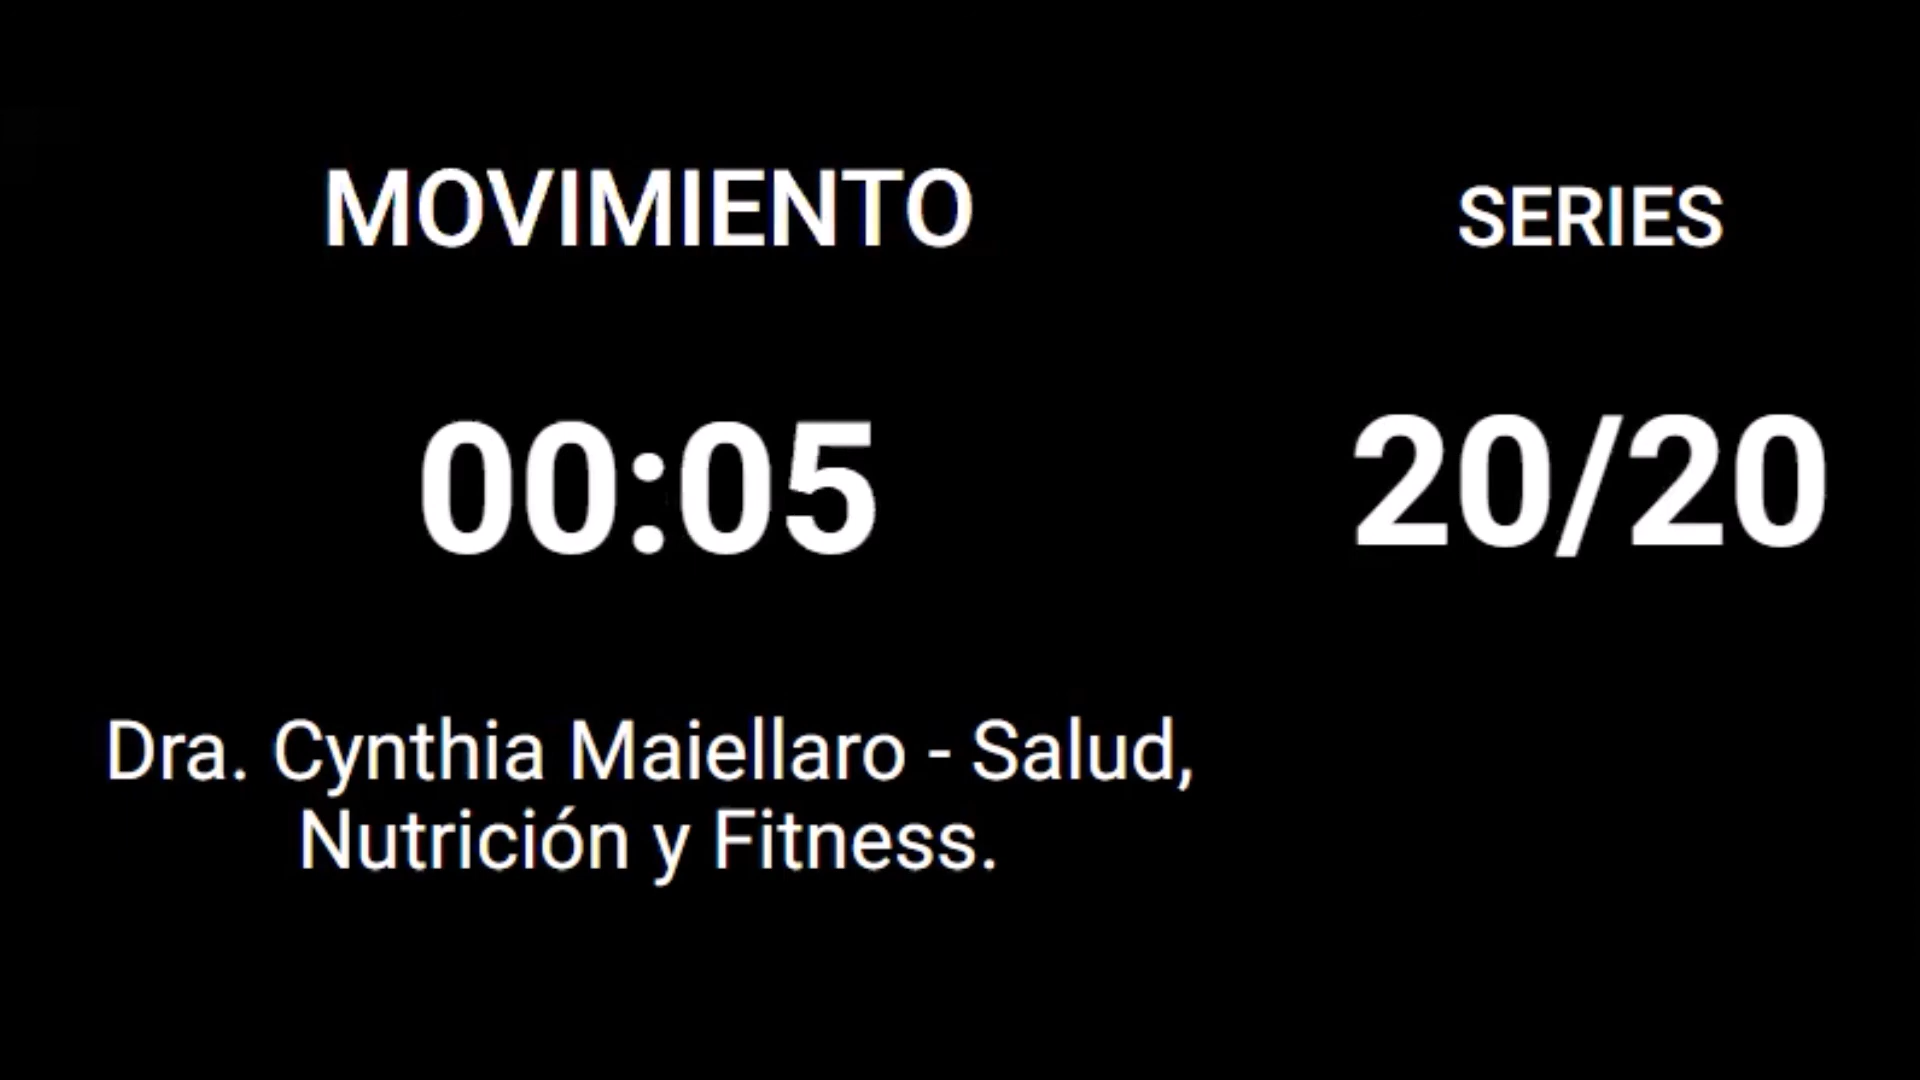 MOVIMIENTO
SERIES
00:05
20/20
Dra. Cynthia Maiellaro - Salud,
Nutrición y Fitness.